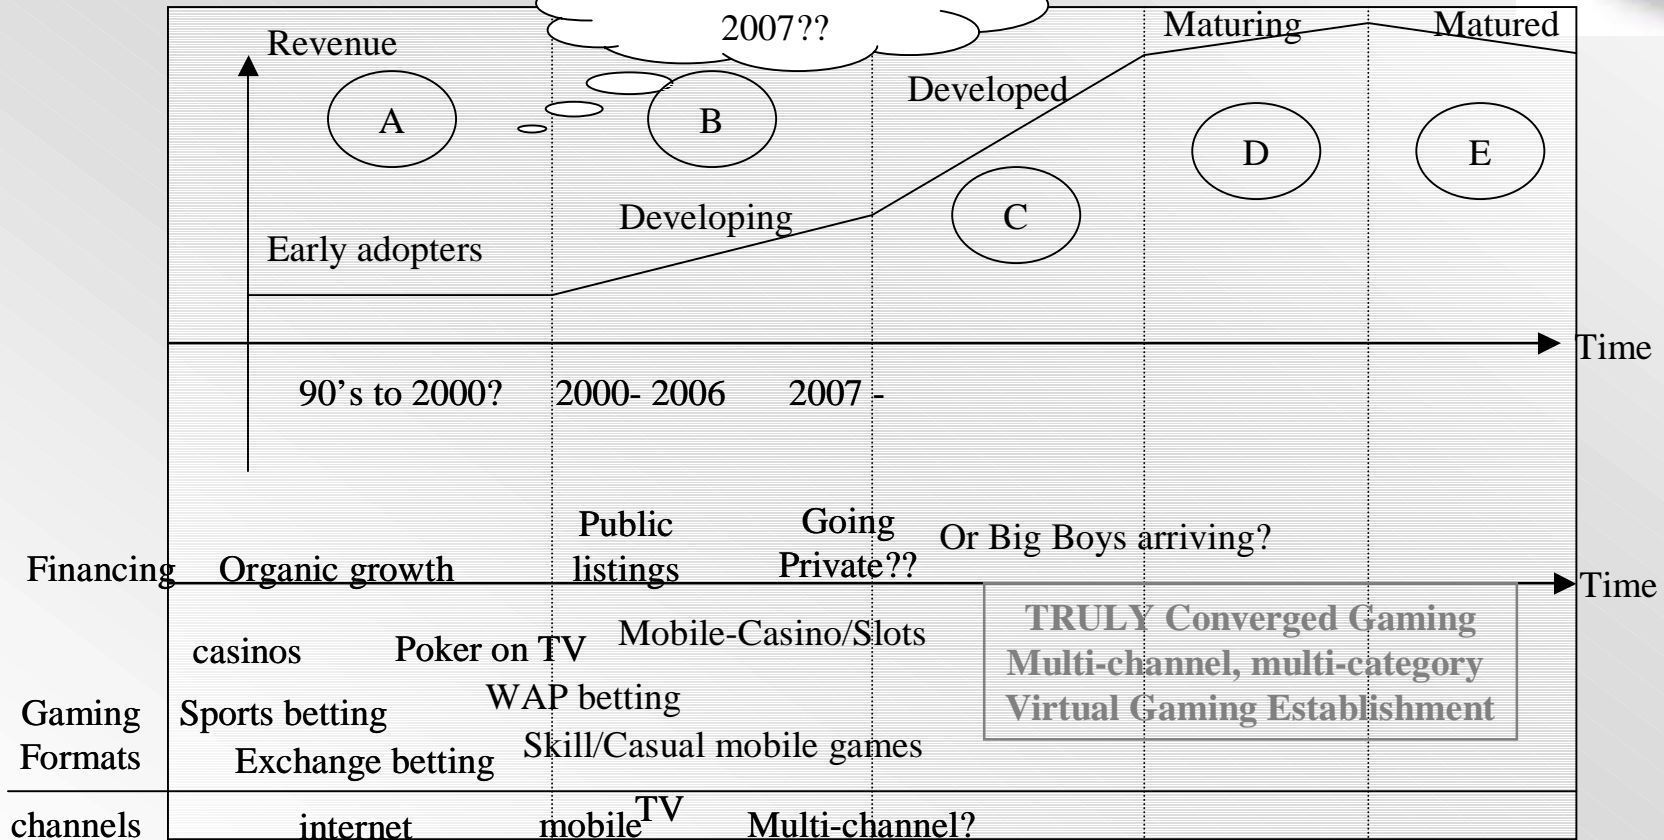 2007??
Maturing
Matured
Revenue
Developed
A
B
D
E
C
Developing
Early adopters
Time
90's to 2000?
2000- 2006
2007 -
Public
listings
Going
Private??
Or Big Boys arriving?
Financing
Organic growth
Time
TRULY Converged Gaming
Multi-channel, multi-category
Virtual Gaming Establishment
casinos
Poker on TV
Mobile-Casino/Slots
WAP betting
Gaming
Formats
Sports betting
Exchange betting
Skill/Casual mobile games
channels
internet
mobile
TV
Multi-channel?